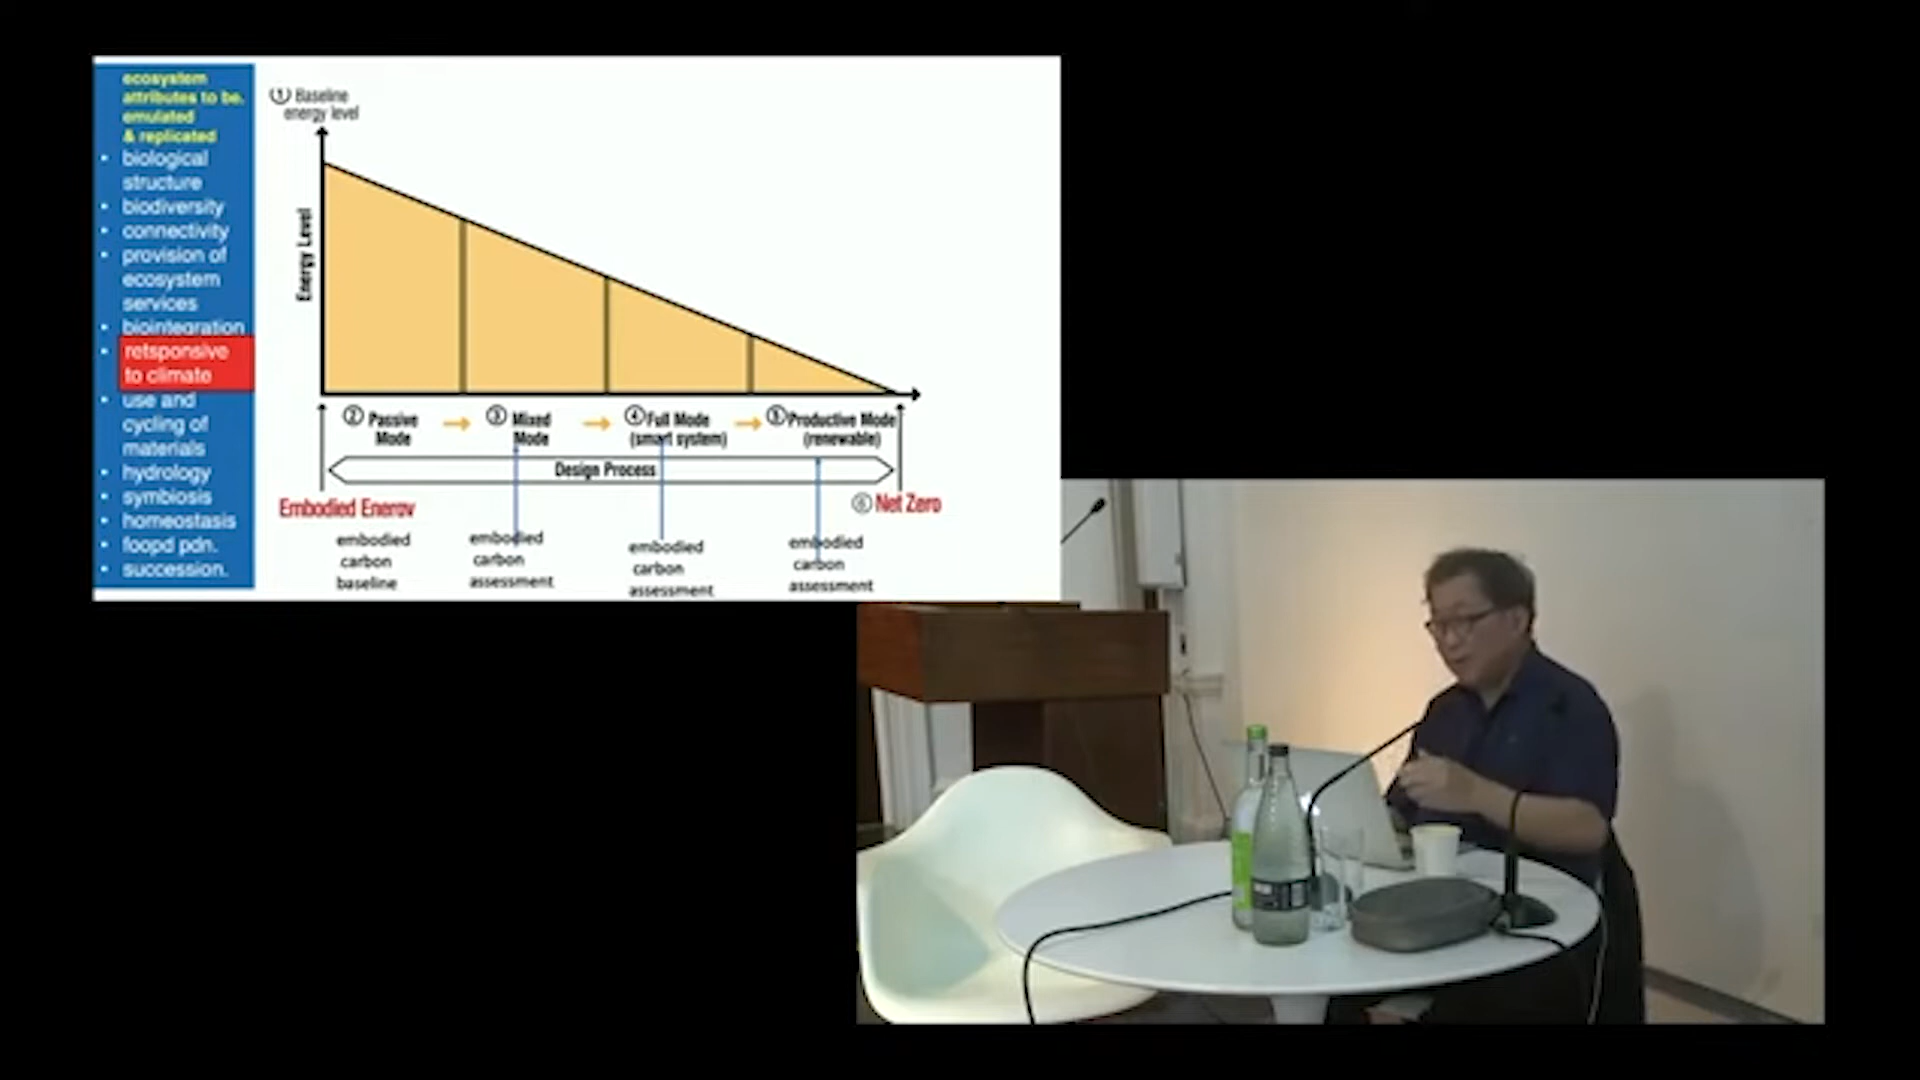 ecosystem
attributes to be.
emulated
& replicated
• biological
structure
• biodiversity
• connectivity
• provision of
ecosystem
services
• biointegration
• retsponsive
to climate
• use and
cycling of
materials
• hydrology
• symbiosis
• homeostasis
• foopd pdn.
• succession.
① Baseline
energy level
Energy Level
② Passive
Mode
③ Mixed
Mode
④ Full Mode
(smart system)
⑤ Productive Mode
(renewable)
Design Process
Embodied Energy
⑥ Net Zero
embodied
carbon
baseline
embodied
carbon
assessment
embodied
carbon
assessment
embodied
carbon
assessment